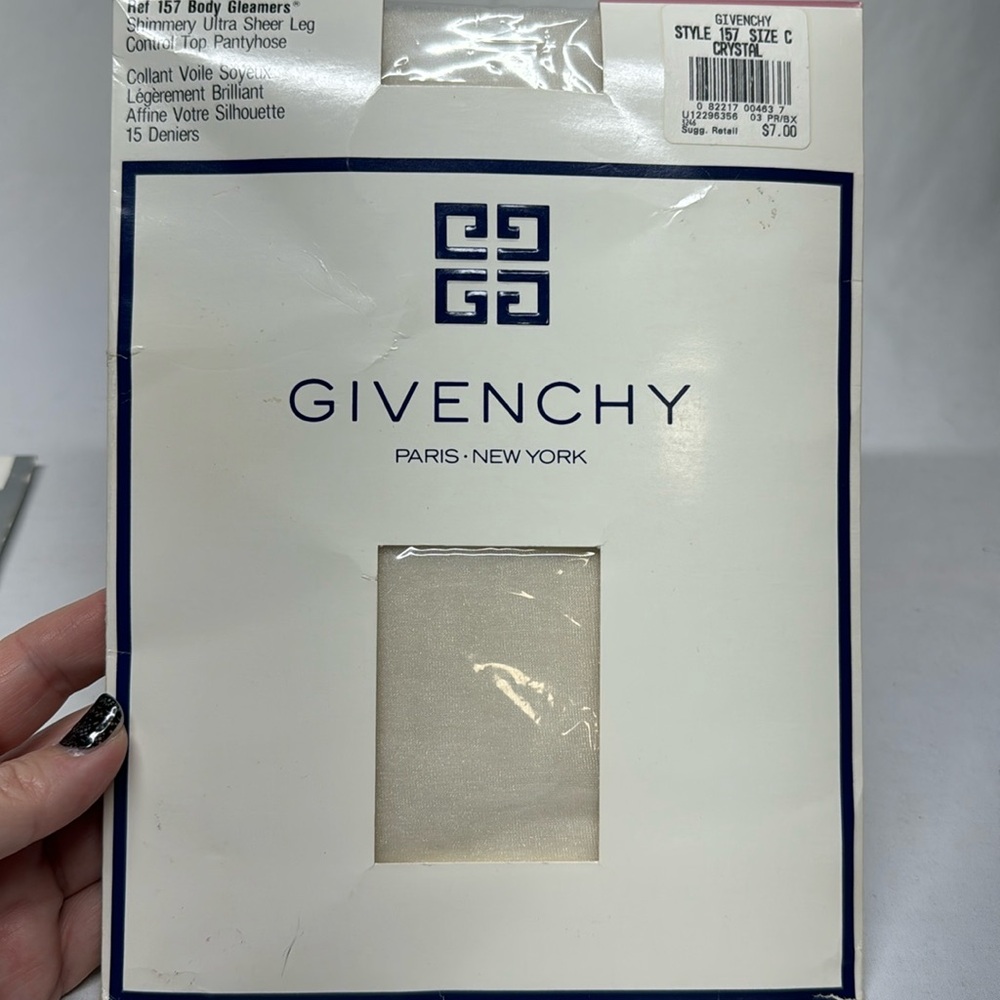 Ref 157 Body Gleamers®
Shimmery Ultra Sheer Leg
Control Top Pantyhose
Collant Voile Soyeux
Légèrement Brilliant
Affine Votre Silhouette
15 Deniers
GIVENCHY
STYLE 157 SIZE C
CRYSTAL
0 82217 00463 7
U12296356 03 PR/BX
Sugg. Retail $7.00
GIVENCHY
PARIS · NEW YORK